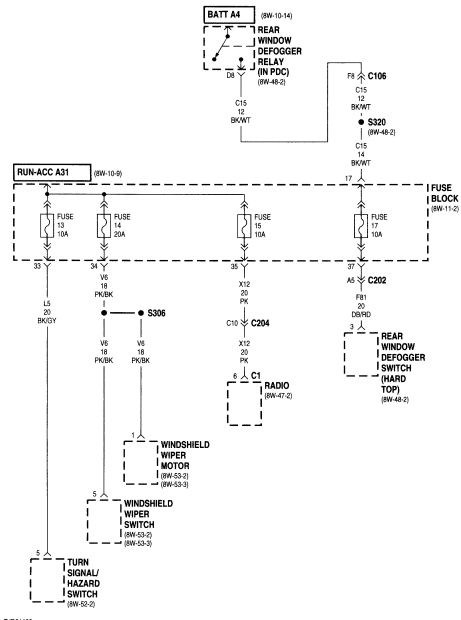 BATT A4 (8W-10-14)
REAR
WINDOW
DEFOGGER
RELAY
(IN PDC)
(8W-48-2)
D8
C15
12
BK/WT
F8 C106
C15
12
BK/WT
S320
(8W-48-2)
C15
14
BK/WT
17
RUN-ACC A31 (8W-10-9)
FUSE
BLOCK
(8W-11-2)
FUSE
13
10A
FUSE
14
20A
FUSE
15
10A
FUSE
17
10A
33 34 35 37
L5
20
BK/GY
V6
18
PK/BK
S306
V6
18
PK/BK
V6
18
PK/BK
X12
20
PK
C10 C204
X12
20
PK
6 C1
RADIO
(8W-47-2)
A5 C202
F81
20
DB/RD
3
REAR
WINDOW
DEFOGGER
SWITCH
(HARD
TOP)
(8W-48-2)
1
WINDSHIELD
WIPER
MOTOR
(8W-53-2)
(8W-53-3)
5
WINDSHIELD
WIPER
SWITCH
(8W-53-2)
(8W-53-3)
5
TURN
SIGNAL/
HAZARD
SWITCH
(8W-52-2)